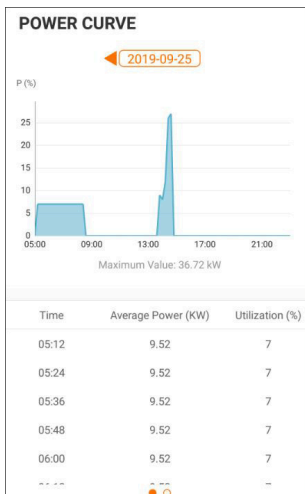 POWER CURVE
2019-09-25
P (%)
25
20
15
10
5
0
05:00 09:00 13:00 17:00 21:00
Maximum Value: 36.72 kW
Time Average Power (KW) Utilization (%)
05:12 9.52 7
05:24 9.52 7
05:36 9.52 7
05:48 9.52 7
06:00 9.52 7